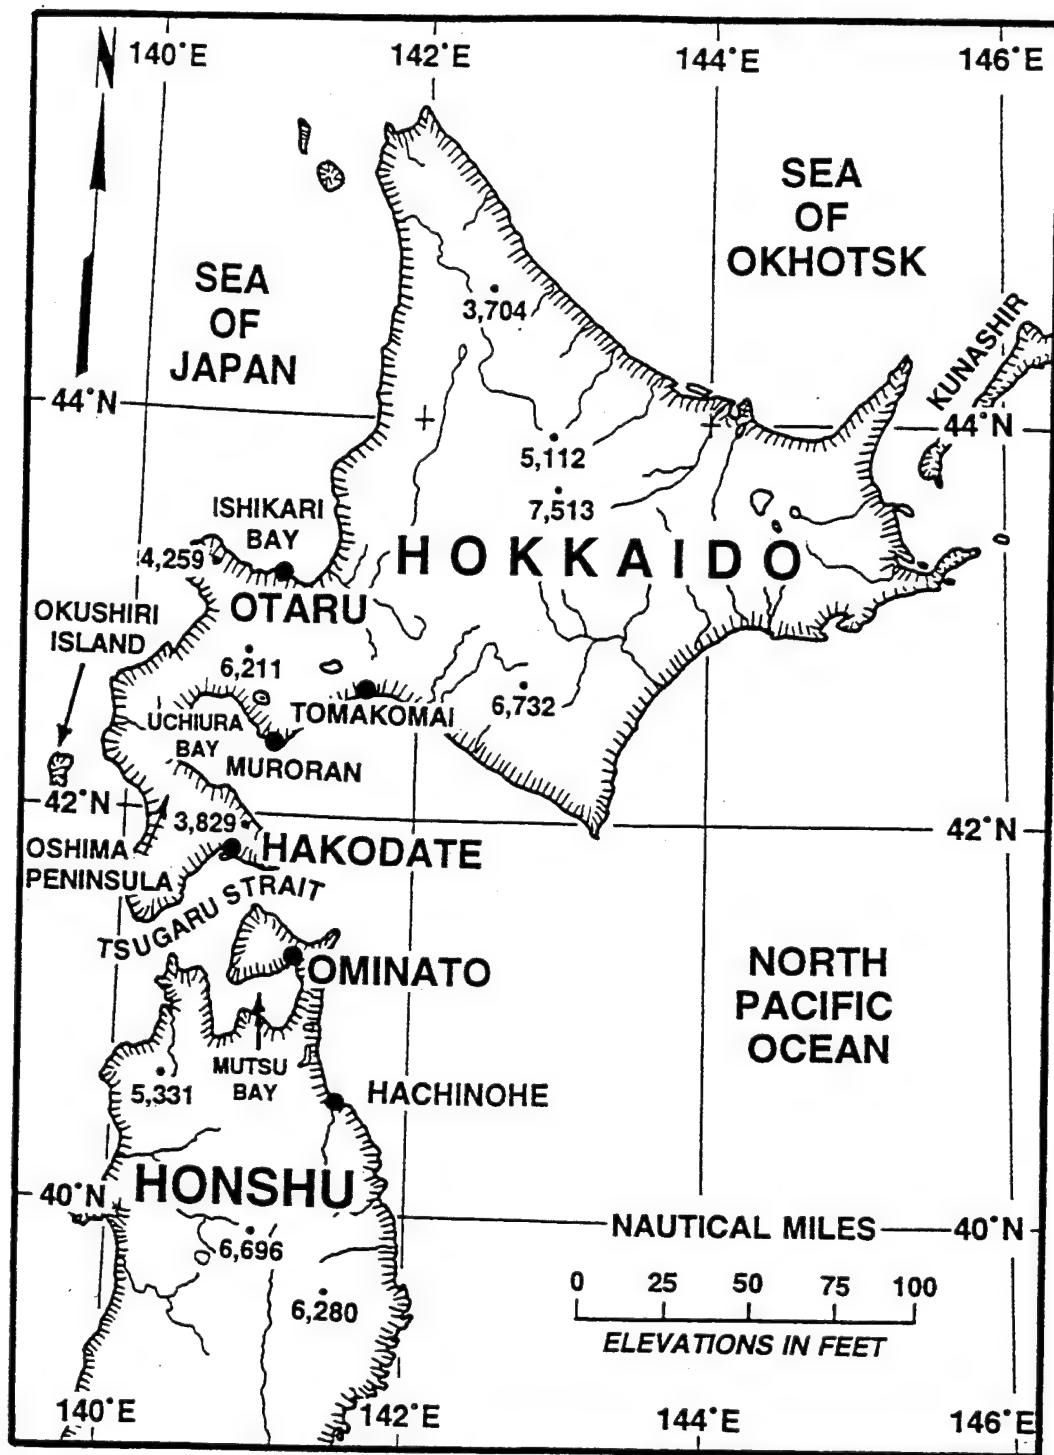 N
140°E
142°E
144°E
146°E
SEA
OF
OKHOTSK
SEA
OF
JAPAN
3,704
KUNASHIR
44°N
44°N
5,112
7,513
ISHIKARI
BAY
4,259
HOKKAIDO
OTARU
OKUSHIRI
ISLAND
6,211
6,732
TOMAKOMAI
UCHIURA
BAY
MURORAN
42°N
42°N
3,829
HAKODATE
OSHIMA
PENINSULA
TSUGARU STRAIT
OMINATO
NORTH
PACIFIC
OCEAN
MUTSU
BAY
5,331
HACHINOHE
40°N
HONSHU
NAUTICAL MILES
40°N
6,696
0 25 50 75 100
6,280
ELEVATIONS IN FEET
140°E
142°E
144°E
146°E